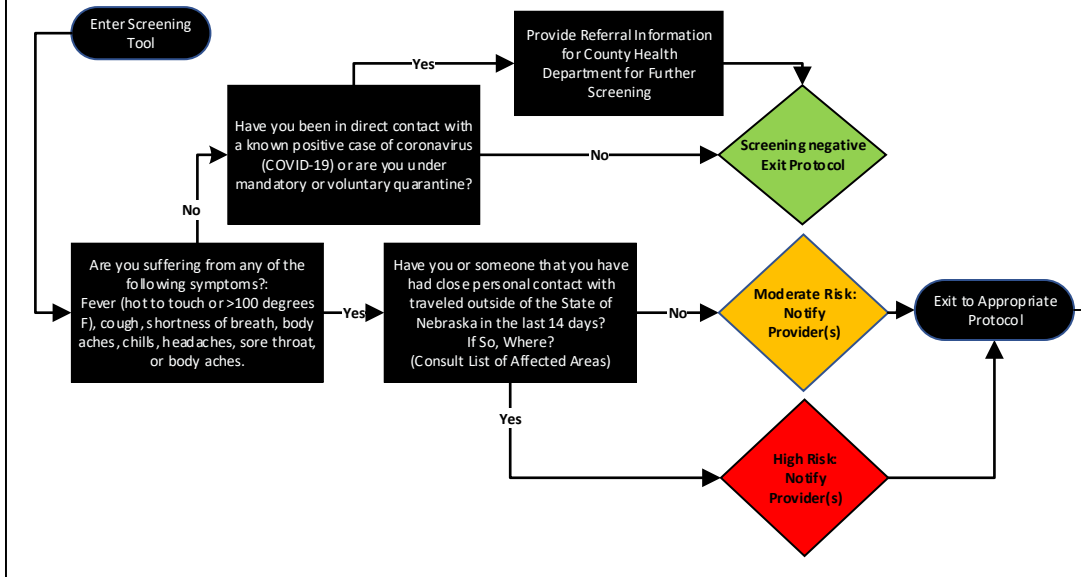 Enter Screening
Tool
Yes
Provide Referral Information
for County Health
Department for Further
Screening
Have you been in direct contact with
a known positive case of coronavirus
(COVID-19) or are you under
mandatory or voluntary quarantine?
No
Screening negative
Exit Protocol
No
Are you suffering from any of the
following symptoms?:
Fever (hot to touch or >100 degrees
F), cough, shortness of breath, body
aches, chills, headaches, sore throat,
or body aches.
Yes
Have you or someone that you have
had close personal contact with
traveled outside of the State of
Nebraska in the last 14 days?
If So, Where?
(Consult List of Affected Areas)
No
Moderate Risk:
Notify
Provider(s)
Exit to Appropriate
Protocol
Yes
High Risk:
Notify
Provider(s)